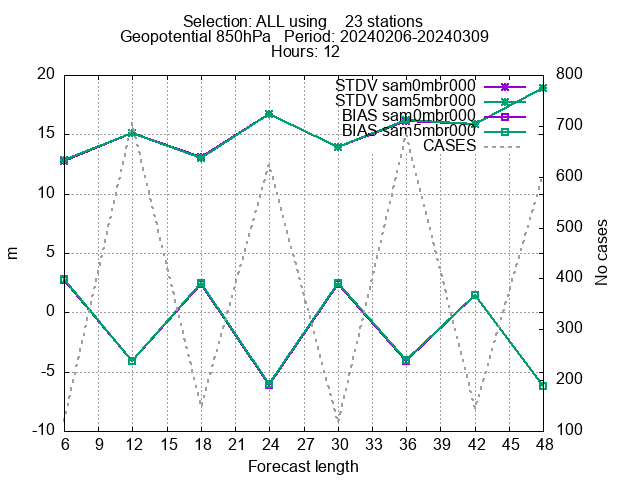 Selection: ALL using    23 stations
Geopotential 850hPa   Period: 20240206-20240309
Hours: 12
STDV sam0mbr000
STDV sam5mbr000
BIAS sam0mbr000
BIAS sam5mbr000
CASES
20
15
10
5
0
-5
-10
m
800
700
600
500
400
300
200
100
No cases
6 9 12 15 18 21 24 27 30 33 36 39 42 45 48
Forecast length